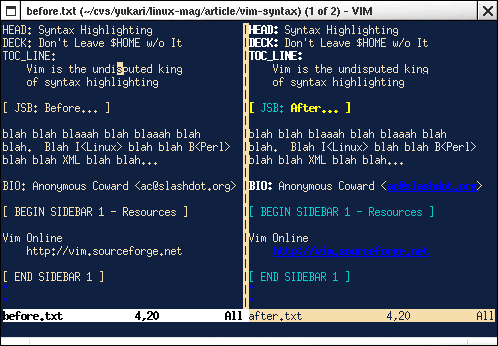 before.txt (~/cvs/yukari/linux-mag/article/vim-syntax) (1 of 2) - VIM
HEAD: Syntax Highlighting
DECK: Don't Leave $HOME w/o It
TOC_LINE:
Vim is the undisputed king
of syntax highlighting
[ JSB: Before... ]
blah blah blaaah blah blaaah blah
blah.  Blah I<Linux> blah blah B<Perl>
blah blah XML blah blah...
BIO: Anonymous Coward <ac@slashdot.org>
[ BEGIN SIDEBAR 1 - Resources ]
Vim Online
http://vim.sourceforge.net
[ END SIDEBAR 1 ]
~
~
before.txt 4,20 All
HEAD: Syntax Highlighting
DECK: Don't Leave $HOME w/o It
TOC_LINE:
Vim is the undisputed king
of syntax highlighting
[ JSB: After... ]
blah blah blaaah blah blaaah blah
blah.  Blah I<Linux> blah blah B<Perl>
blah blah XML blah blah...
BIO: Anonymous Coward <ac@slashdot.org>
[ BEGIN SIDEBAR 1 - Resources ]
Vim Online
http://vim.sourceforge.net
[ END SIDEBAR 1 ]
~
~
after.txt 4,20 All